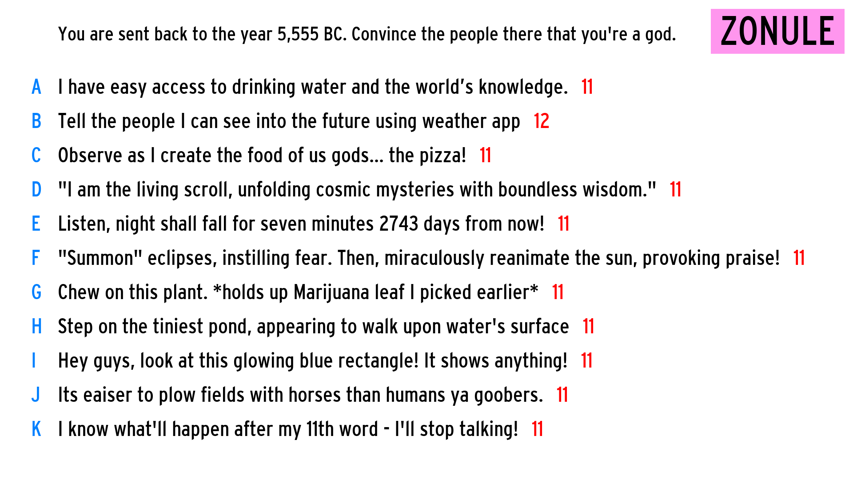 You are sent back to the year 5,555 BC. Convince the people there that you're a god.
ZONULE
A I have easy access to drinking water and the world’s knowledge. 11
B Tell the people I can see into the future using weather app 12
C Observe as I create the food of us gods... the pizza! 11
D "I am the living scroll, unfolding cosmic mysteries with boundless wisdom." 11
E Listen, night shall fall for seven minutes 2743 days from now! 11
F "Summon" eclipses, instilling fear. Then, miraculously reanimate the sun, provoking praise! 11
G Chew on this plant. *holds up Marijuana leaf I picked earlier* 11
H Step on the tiniest pond, appearing to walk upon water's surface 11
I Hey guys, look at this glowing blue rectangle! It shows anything! 11
J Its eaiser to plow fields with horses than humans ya goobers. 11
K I know what'll happen after my 11th word - I'll stop talking! 11